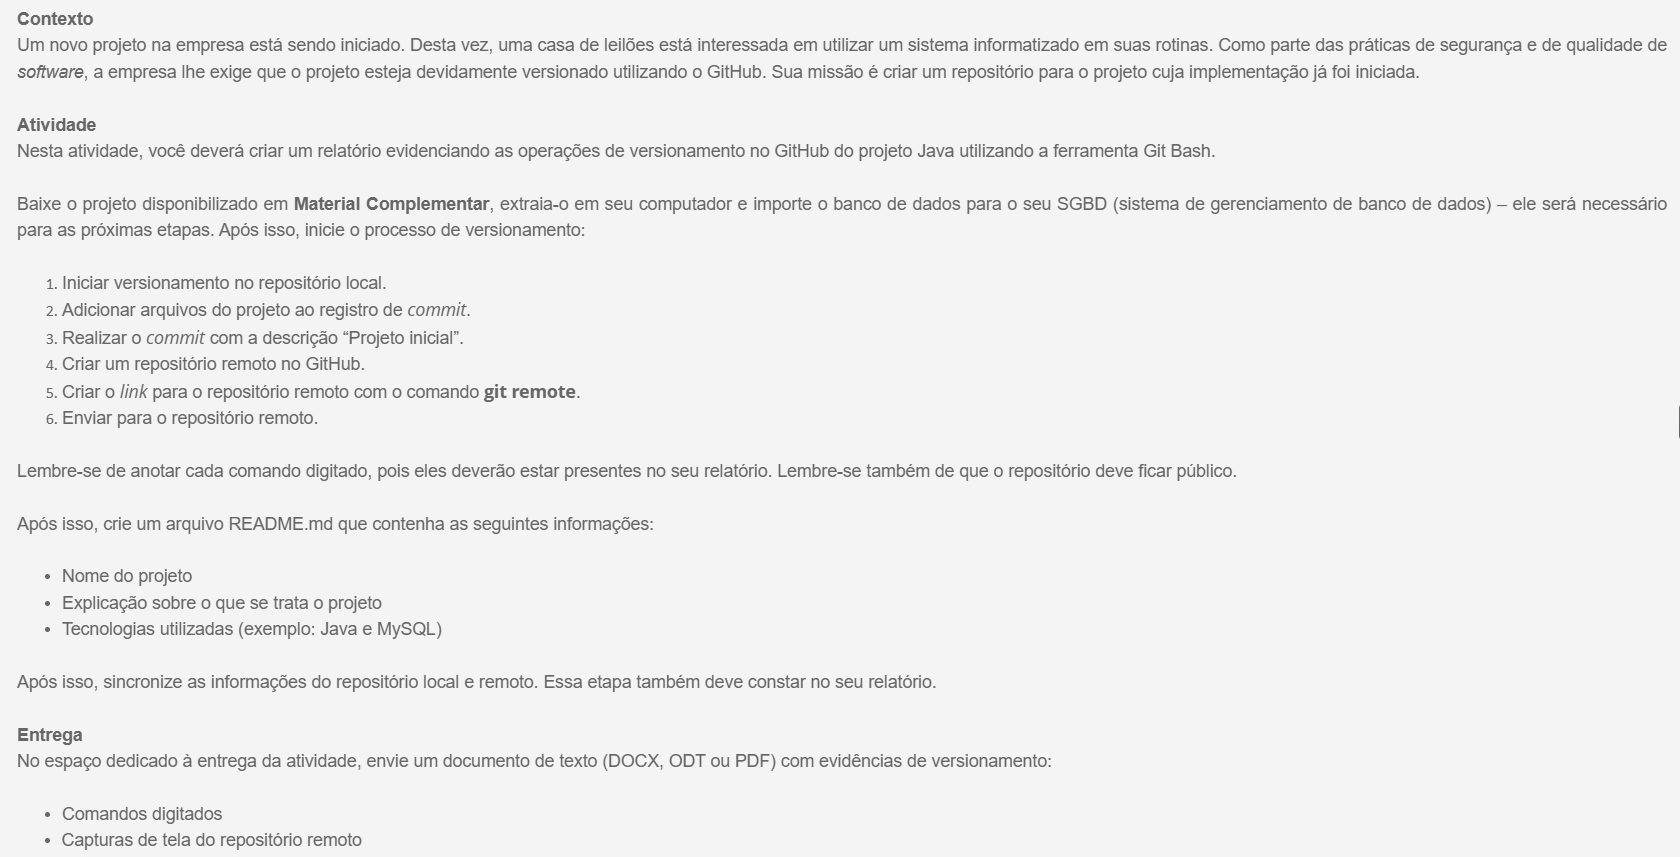 Contexto
Um novo projeto na empresa está sendo iniciado. Desta vez, uma casa de leilões está interessada em utilizar um sistema informatizado em suas rotinas. Como parte das práticas de segurança e de qualidade de
software, a empresa lhe exige que o projeto esteja devidamente versionado utilizando o GitHub. Sua missão é criar um repositório para o projeto cuja implementação já foi iniciada.
Atividade
Nesta atividade, você deverá criar um relatório evidenciando as operações de versionamento no GitHub do projeto Java utilizando a ferramenta Git Bash.
Baixe o projeto disponibilizado em Material Complementar, extraia-o em seu computador e importe o banco de dados para o seu SGBD (sistema de gerenciamento de banco de dados) – ele será necessário
para as próximas etapas. Após isso, inicie o processo de versionamento:
1. Iniciar versionamento no repositório local.
2. Adicionar arquivos do projeto ao registro de commit.
3. Realizar o commit com a descrição “Projeto inicial”.
4. Criar um repositório remoto no GitHub.
5. Criar o link para o repositório remoto com o comando git remote.
6. Enviar para o repositório remoto.
Lembre-se de anotar cada comando digitado, pois eles deverão estar presentes no seu relatório. Lembre-se também de que o repositório deve ficar público.
Após isso, crie um arquivo README.md que contenha as seguintes informações:
• Nome do projeto
• Explicação sobre o que se trata o projeto
• Tecnologias utilizadas (exemplo: Java e MySQL)
Após isso, sincronize as informações do repositório local e remoto. Essa etapa também deve constar no seu relatório.
Entrega
No espaço dedicado à entrega da atividade, envie um documento de texto (DOCX, ODT ou PDF) com evidências de versionamento:
• Comandos digitados
• Capturas de tela do repositório remoto